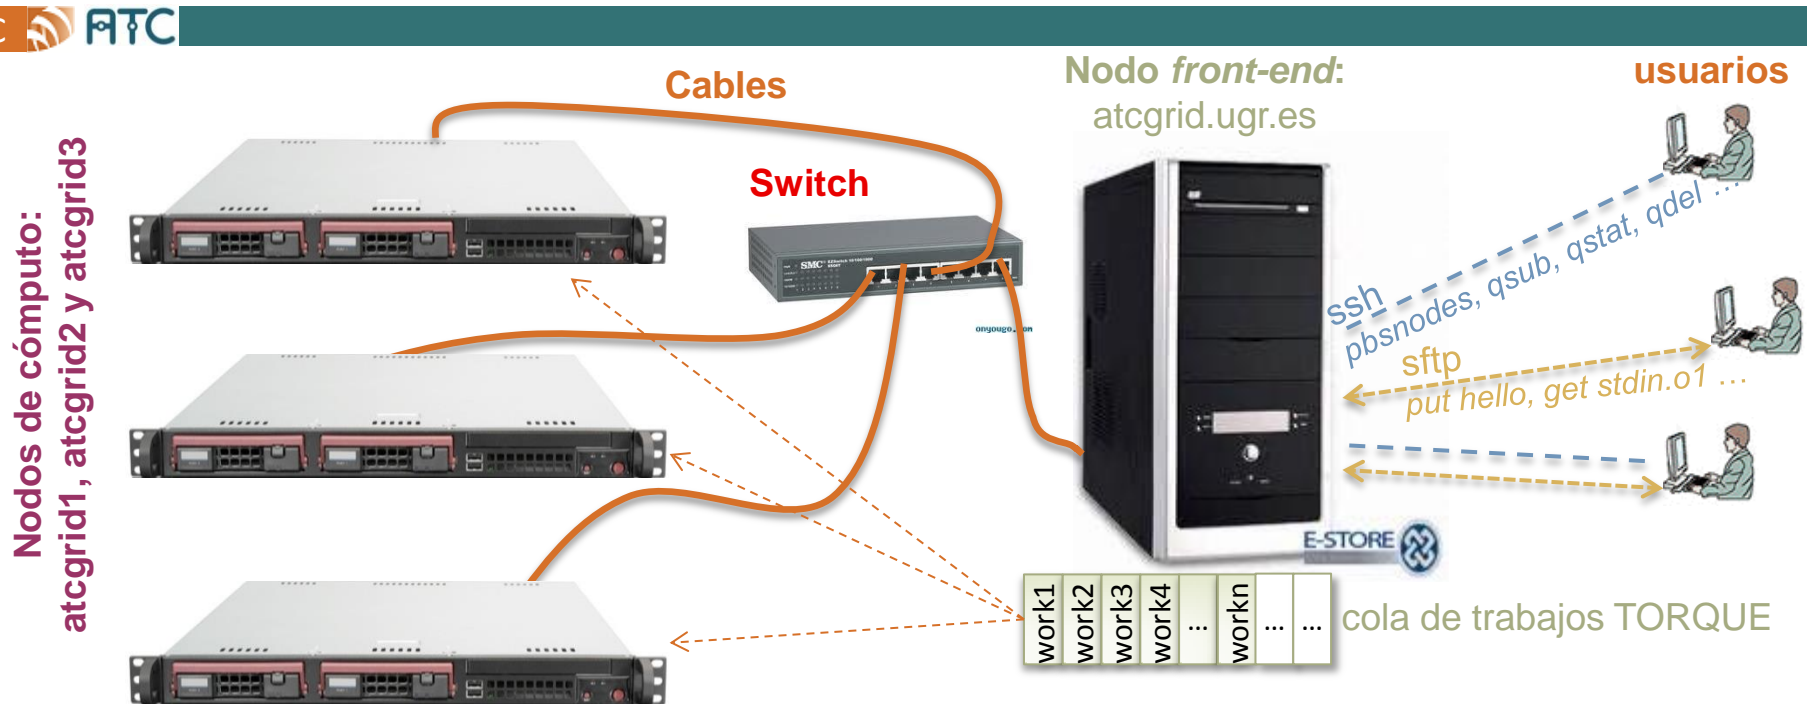 C
ATC
Cables
Nodo front-end:
atcgrid.ugr.es
usuarios
Nodos de cómputo:
atcgrid1, atcgrid2 y atcgrid3
Switch
SMC
onyougo.
ssh
pbsnodes, qsub, qstat, qdel …
sftp
put hello, get stdin.o1 …
E-STORE
work1
work2
work3
work4
...
workn
...
...
cola de trabajos TORQUE